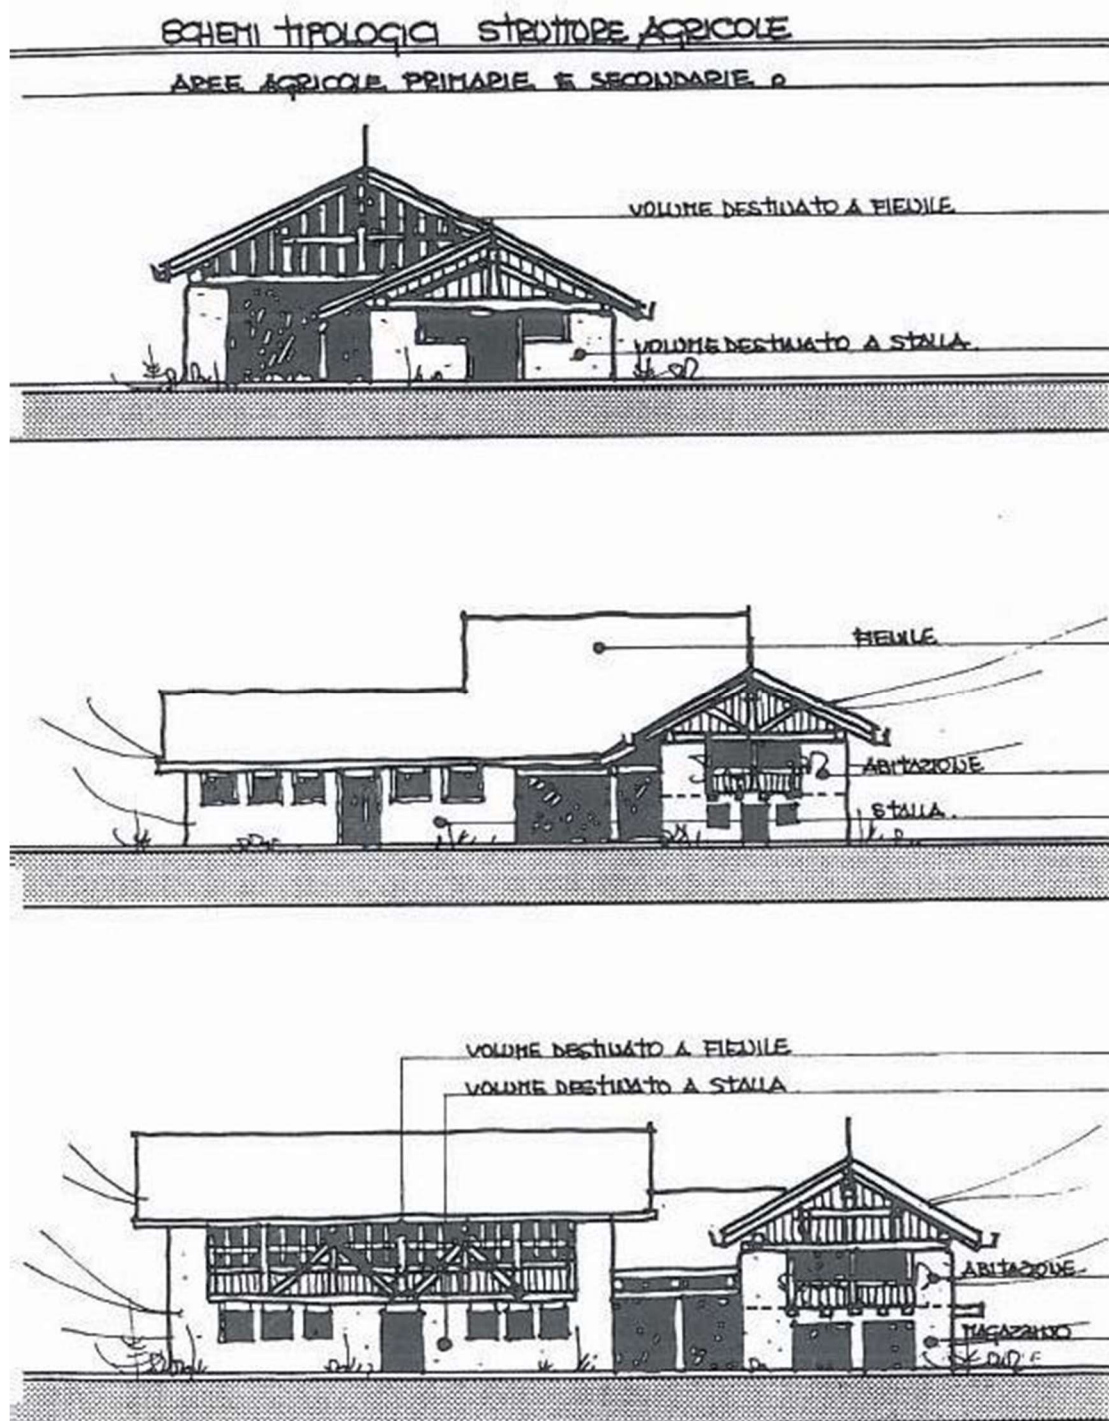 SCHEMI TIPOLOGICI STRUTTURE AGRICOLE
AREE AGRICOLE PRIMARIE E SECONDARIE
VOLUME DESTINATO A FIENILE
VOLUME DESTINATO A STALLA
FIENILE
ABITAZIONE
STALLA.
VOLUME DESTINATO A FIENILE
VOLUME DESTINATO A STALLA
ABITAZIONE
MAGAZZINO